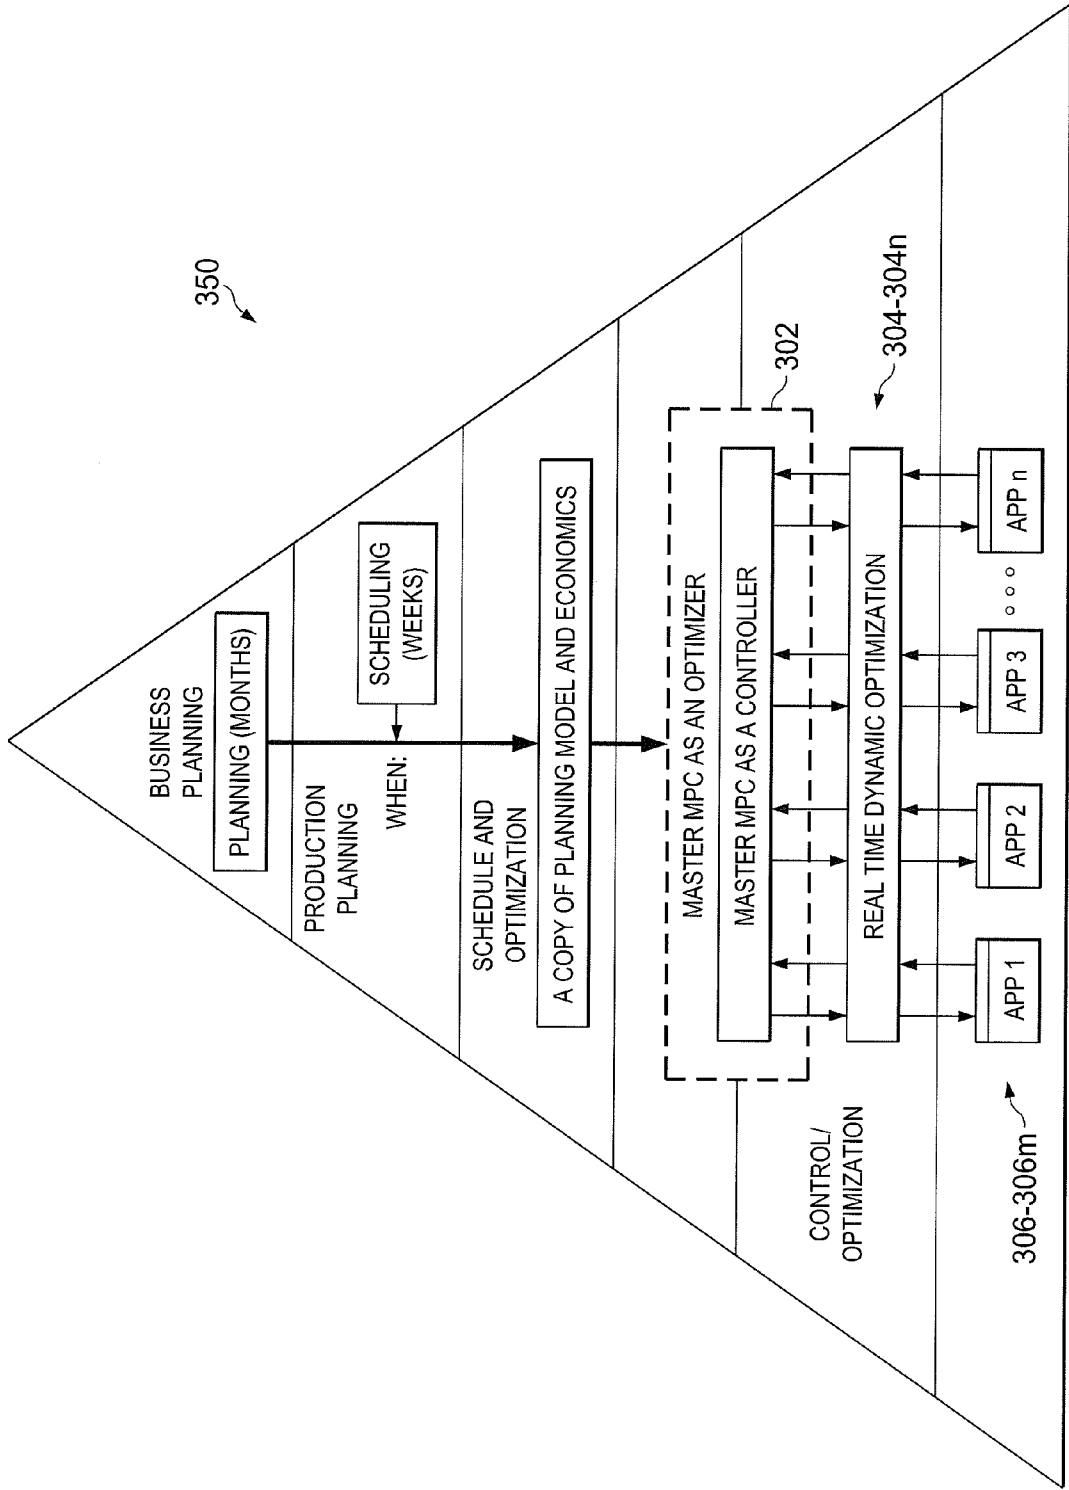 350
BUSINESS
PLANNING
PLANNING (MONTHS)
PRODUCTION
PLANNING
WHEN:
SCHEDULING
(WEEKS)
SCHEDULE AND
OPTIMIZATION
A COPY OF PLANNING MODEL AND ECONOMICS
302
MASTER MPC AS AN OPTIMIZER
MASTER MPC AS A CONTROLLER
CONTROL/
OPTIMIZATION
REAL TIME DYNAMIC OPTIMIZATION
304-304n
306-306m
APP 1
APP 2
APP 3
APP n